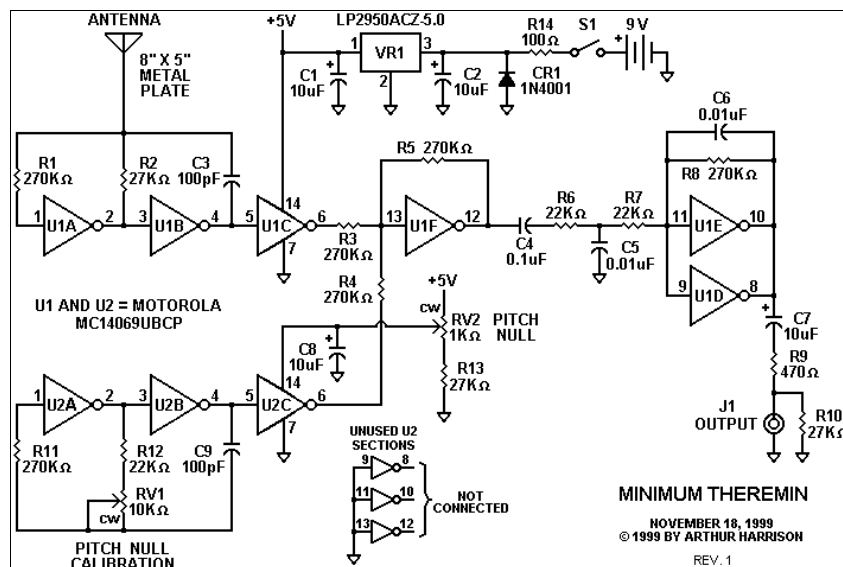 ANTENNA
+5V
LP2950ACZ-5.0
R14
100Ω
S1
9V
8" X 5"
METAL
PLATE
1
VR1
3
2
C1
10uF
C2
10uF
CR1
1N4001
C6
0.01uF
R1
270KΩ
R2
27KΩ
C3
100pF
R5 270KΩ
R8 270KΩ
R6
22KΩ
R7
22KΩ
1 U1A 2
3 U1B 4
5 U1C 6
14
7
R3
270KΩ
13 U1F 12
C4
0.1uF
C5
0.01uF
11 U1E 10
9 U1D 8
R4
270KΩ
+5V
U1 AND U2 = MOTOROLA
MC14069UBCP
cw
RV2 PITCH
1KΩ NULL
C8
10uF
C7
10uF
R13
27KΩ
R9
470Ω
1 U2A 2
3 U2B 4
5 U2C 6
14
7
J1
OUTPUT
R10
27KΩ
R11
270KΩ
R12
22KΩ
C9
100pF
RV1
10KΩ
cw
UNUSED U2
SECTIONS
9 8
11 10
13 12
NOT
CONNECTED
PITCH NULL
CALIBRATION
MINIMUM THEREMIN
NOVEMBER 18, 1999
© 1999 BY ARTHUR HARRISON
REV. 1